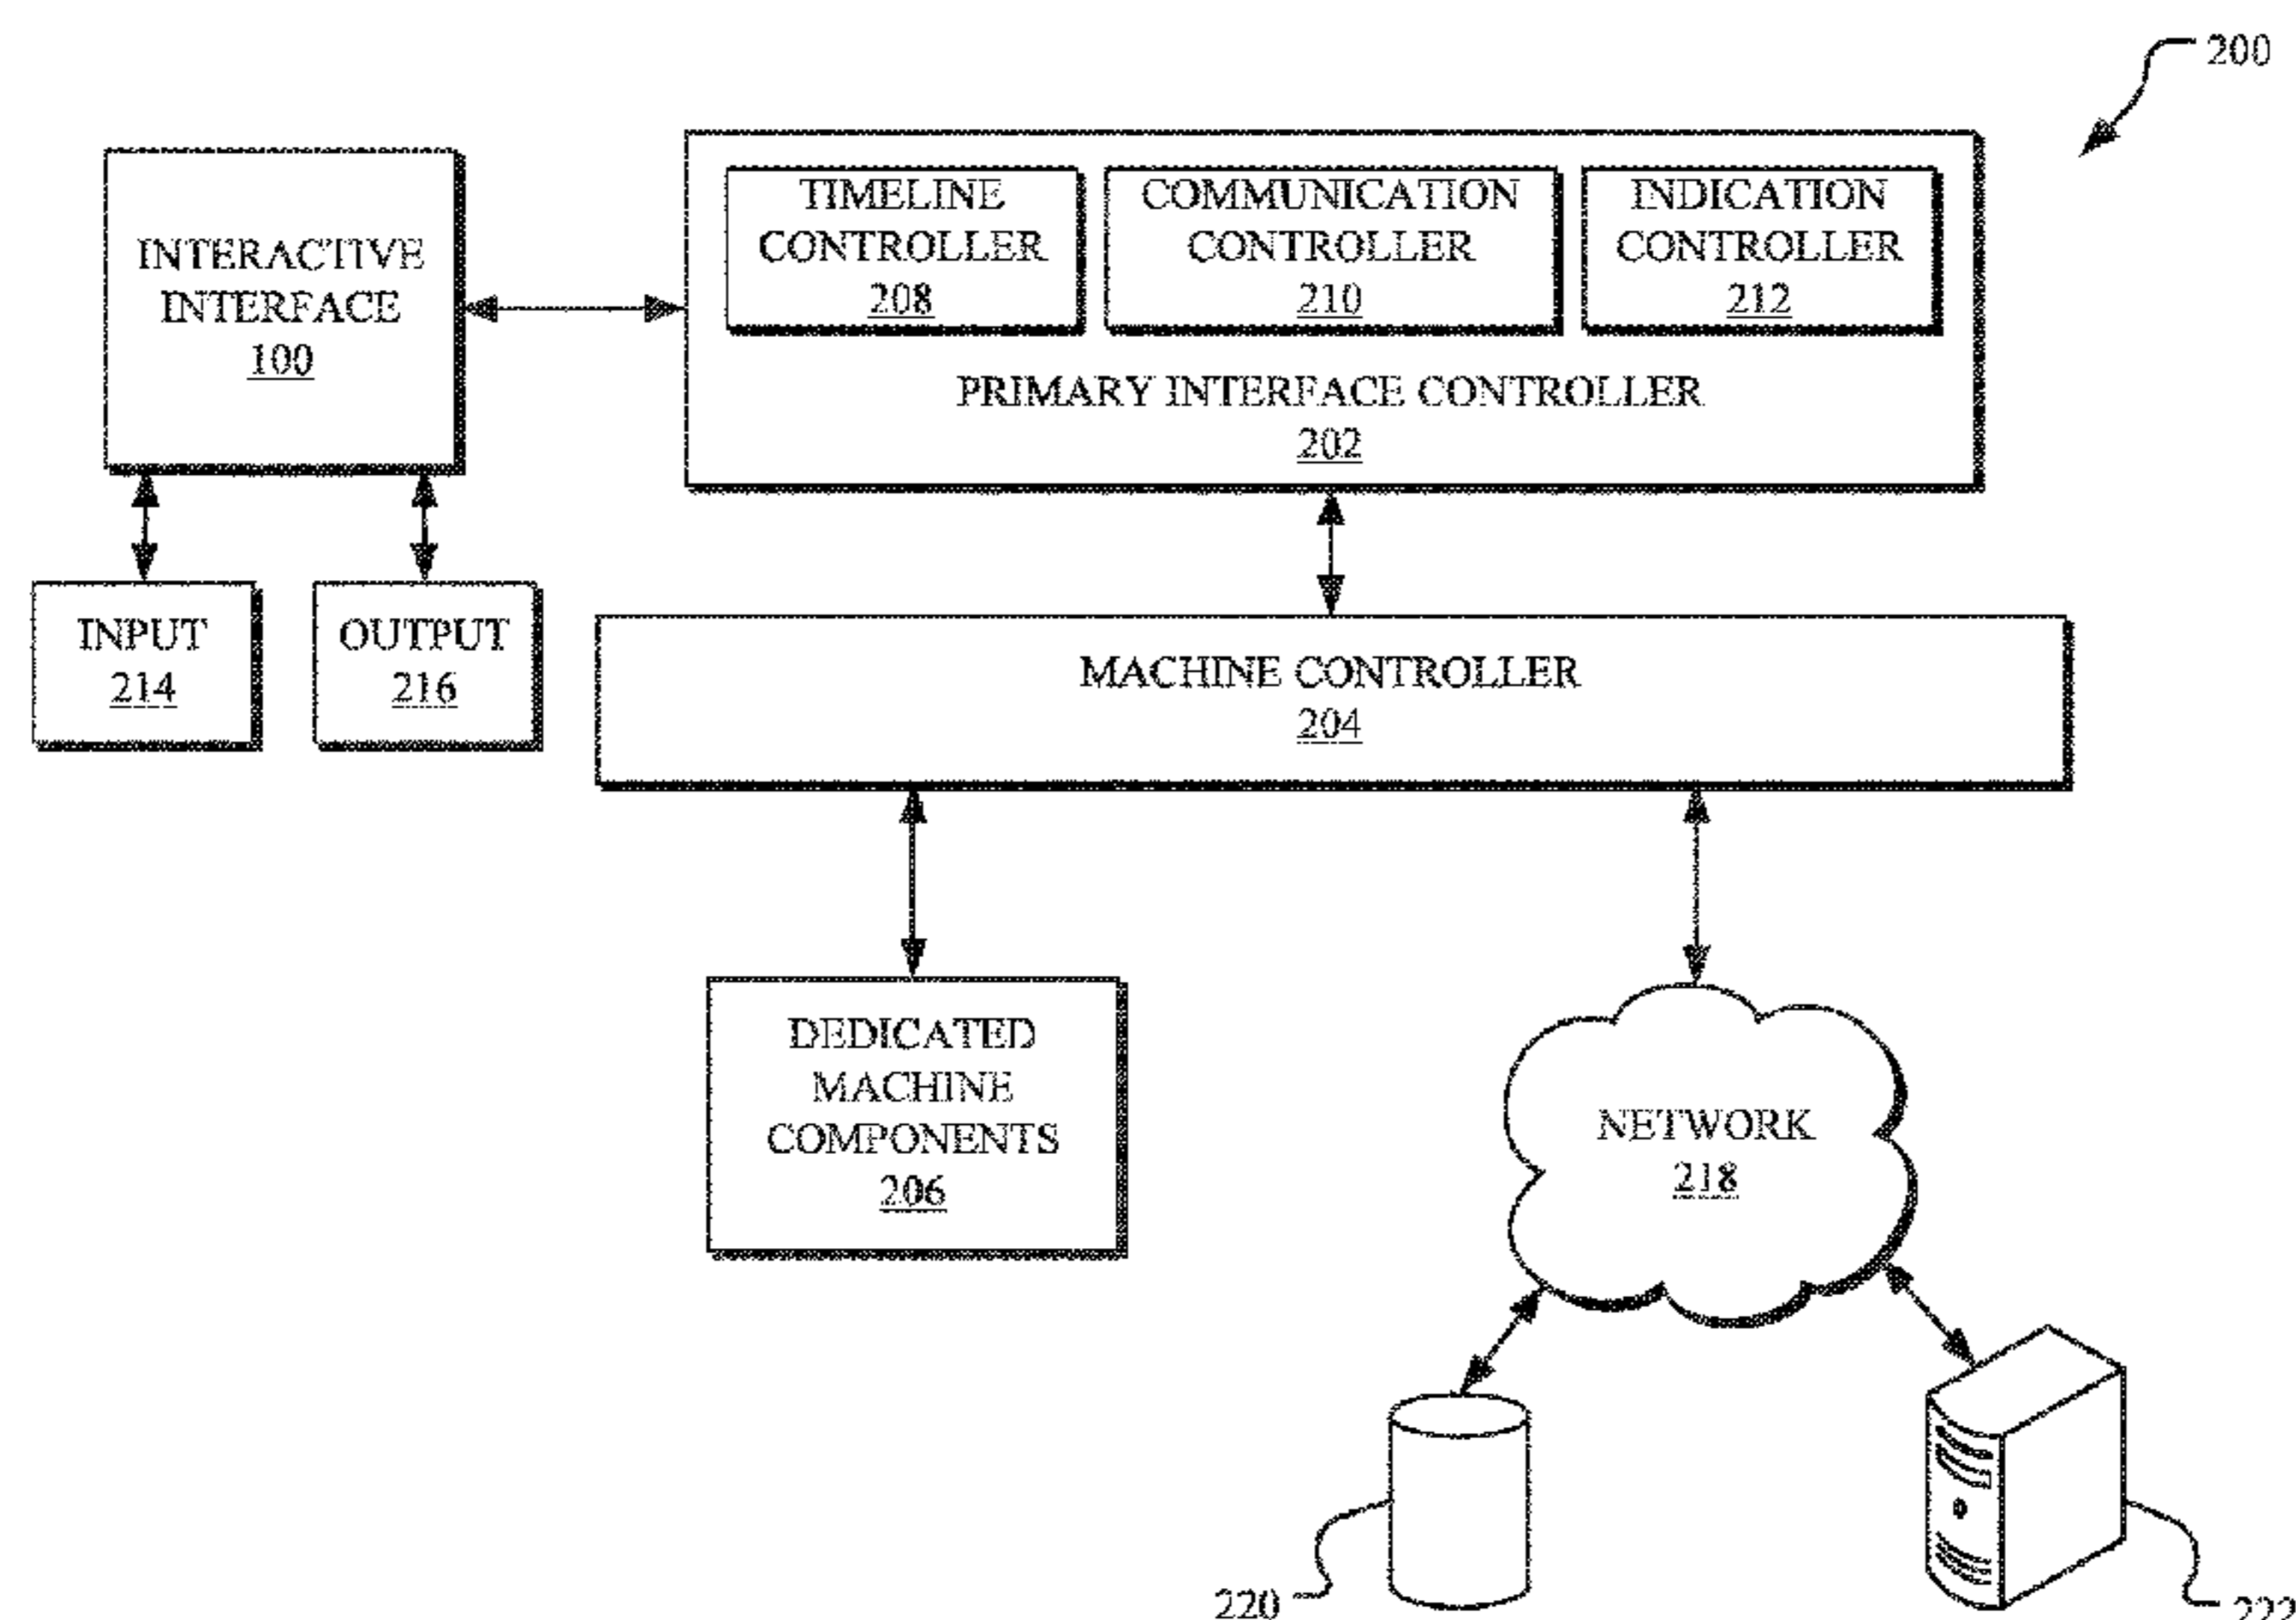 200
INTERACTIVE
INTERFACE
100
TIMELINE
CONTROLLER
208
COMMUNICATION
CONTROLLER
210
INDICATION
CONTROLLER
212
PRIMARY INTERFACE CONTROLLER
202
INPUT
214
OUTPUT
216
MACHINE CONTROLLER
204
DEDICATED
MACHINE
COMPONENTS
206
NETWORK
218
220
222